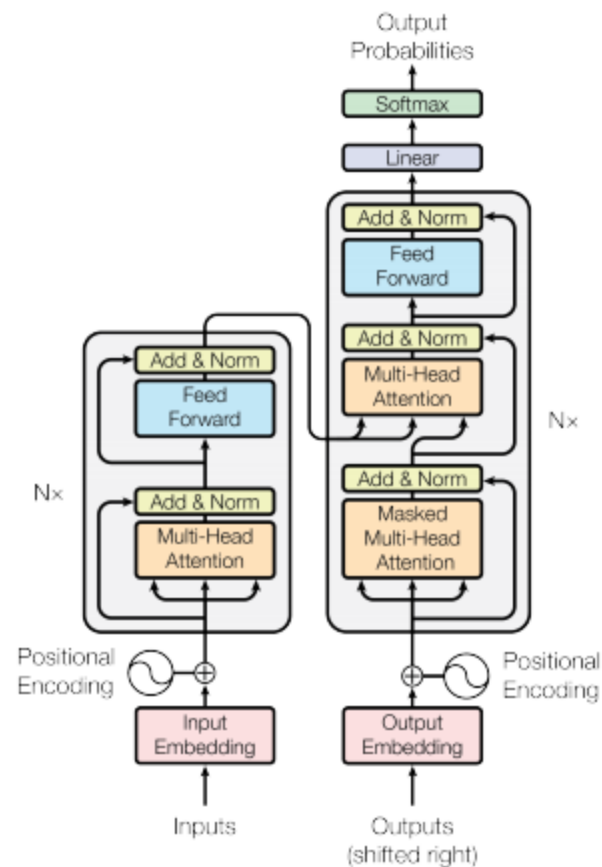 Output
Probabilities
Softmax
Linear
Add & Norm
Feed
Forward
Add & Norm
Multi-Head
Attention
Nx
Add & Norm
Masked
Multi-Head
Attention
Add & Norm
Feed
Forward
Nx
Add & Norm
Multi-Head
Attention
Positional
Encoding
Positional
Encoding
Input
Embedding
Output
Embedding
Inputs
Outputs
(shifted right)